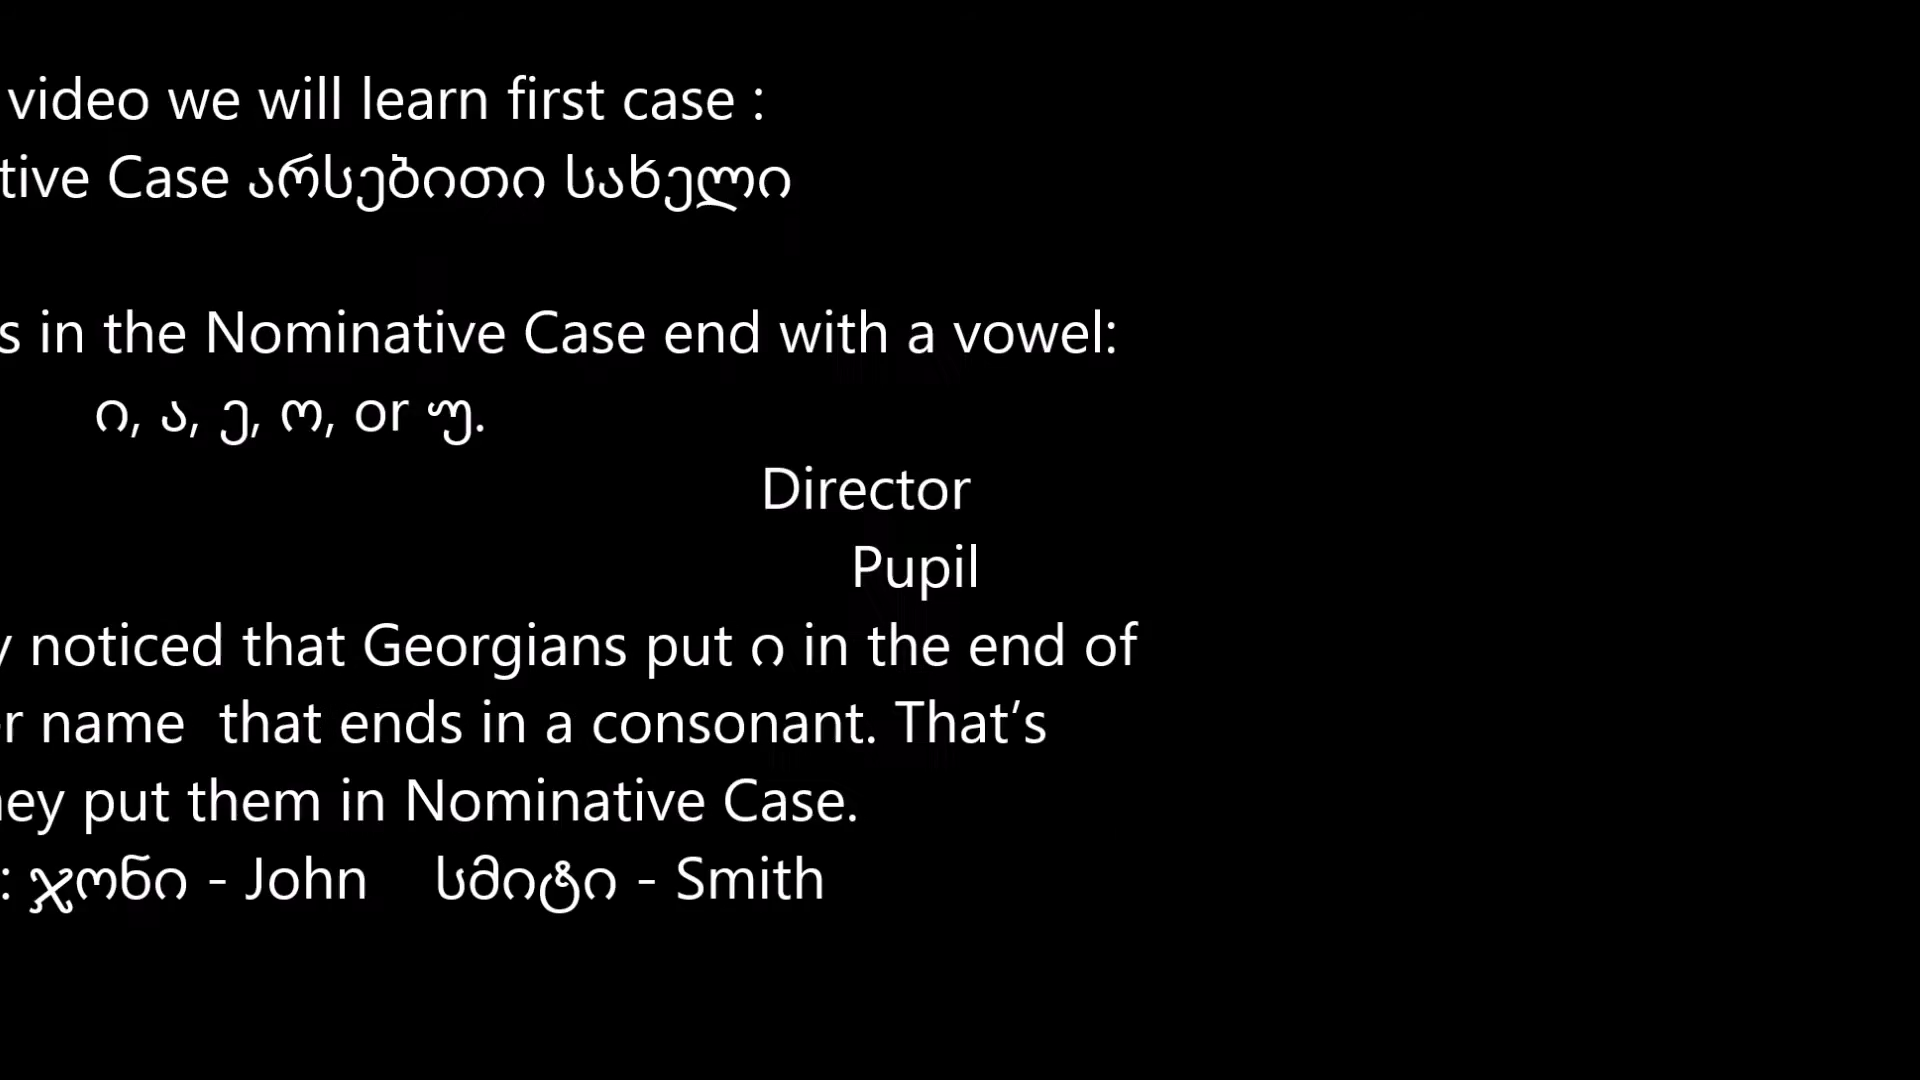 video we will learn first case :
tive Case არსებითი სახელი
s in the Nominative Case end with a vowel:
ი, ა, ე, ო, or უ.
Director
Pupil
y noticed that Georgians put ი in the end of
r name that ends in a consonant. That’s
ey put them in Nominative Case.
: ჯონი - John სმიტი - Smith